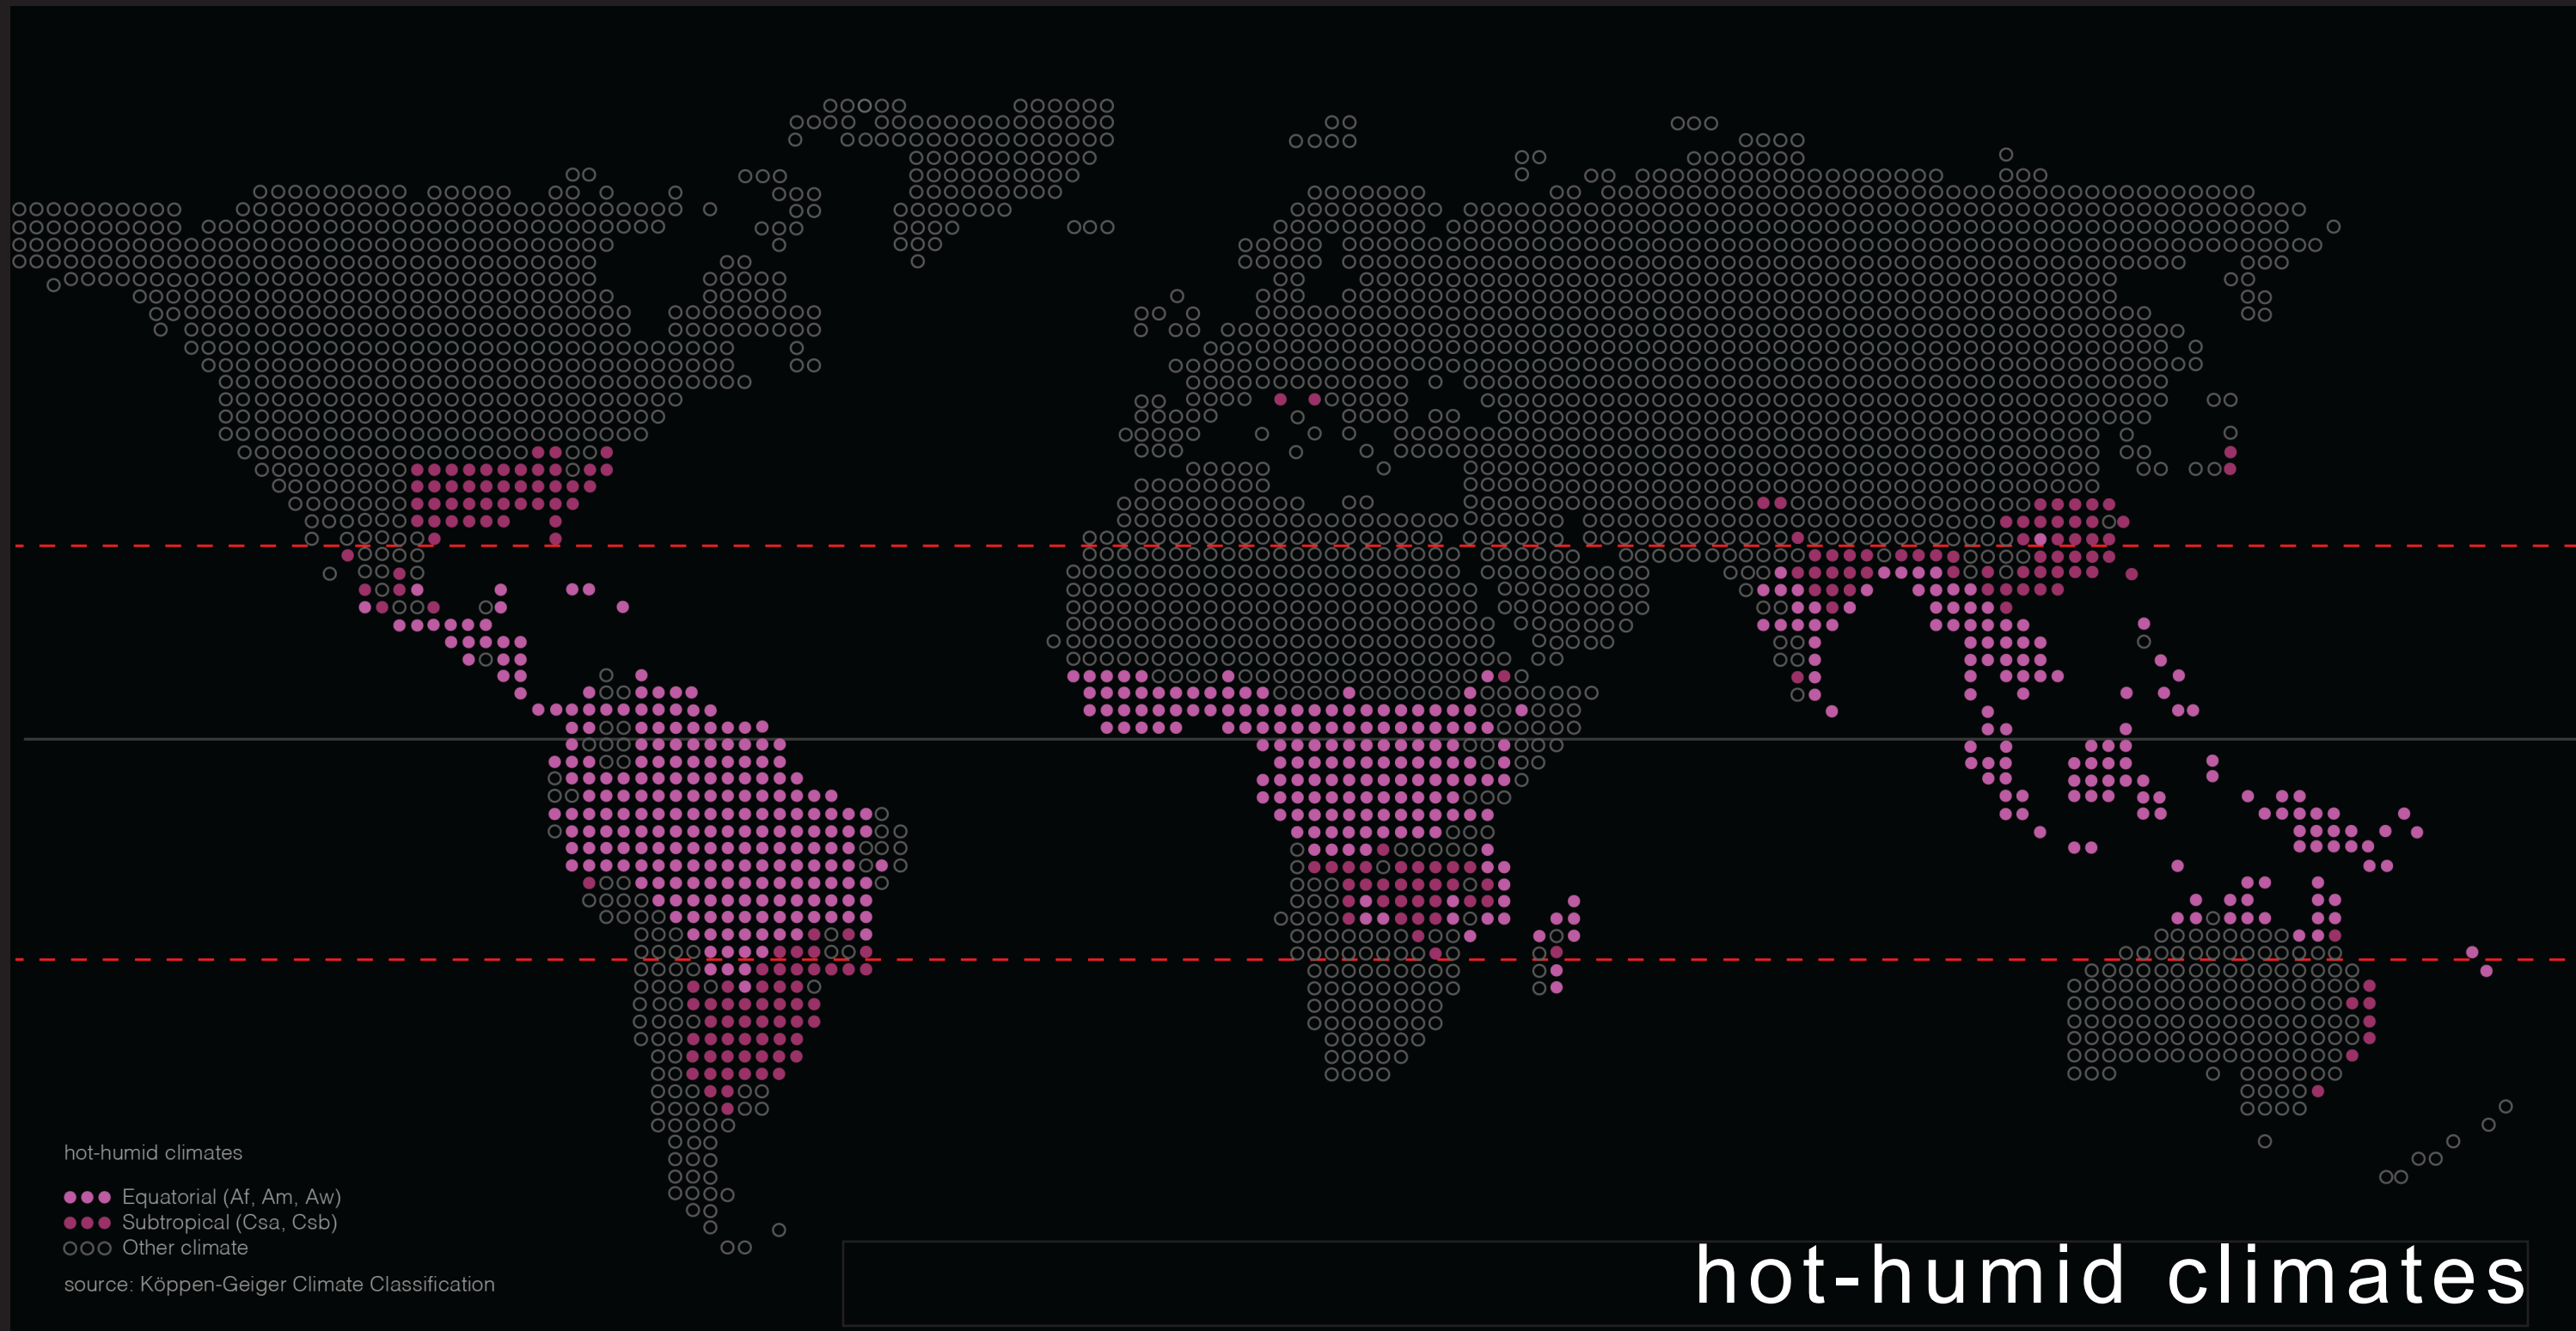 hot-humid climates
Equatorial (Af, Am, Aw)
Subtropical (Csa, Csb)
Other climate
source: Köppen-Geiger Climate Classification
hot-humid climates